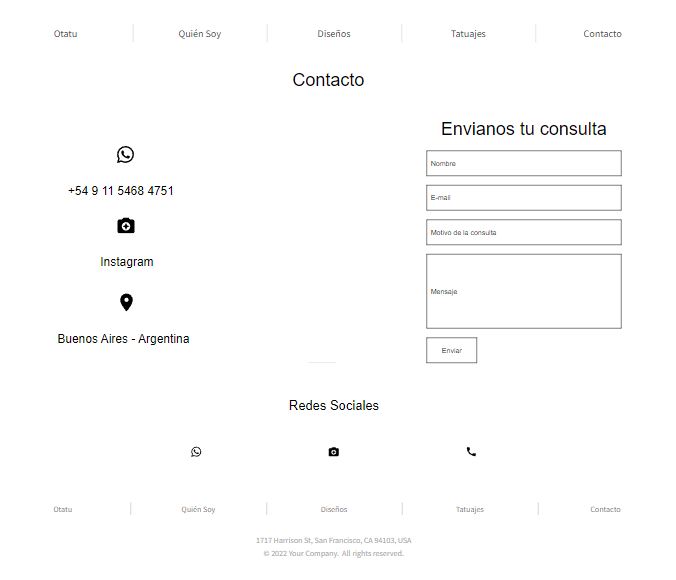 Otatu
Quién Soy
Diseños
Tatuajes
Contacto
Contacto
+54 9 11 5468 4751
Instagram
Buenos Aires - Argentina
Envianos tu consulta
Nombre
E-mail
Motivo de la consulta
Mensaje
Enviar
Redes Sociales
Otatu
Quién Soy
Diseños
Tatuajes
Contacto
1717 Harrison St, San Francisco, CA 94103, USA
© 2022 Your Company. All rights reserved.